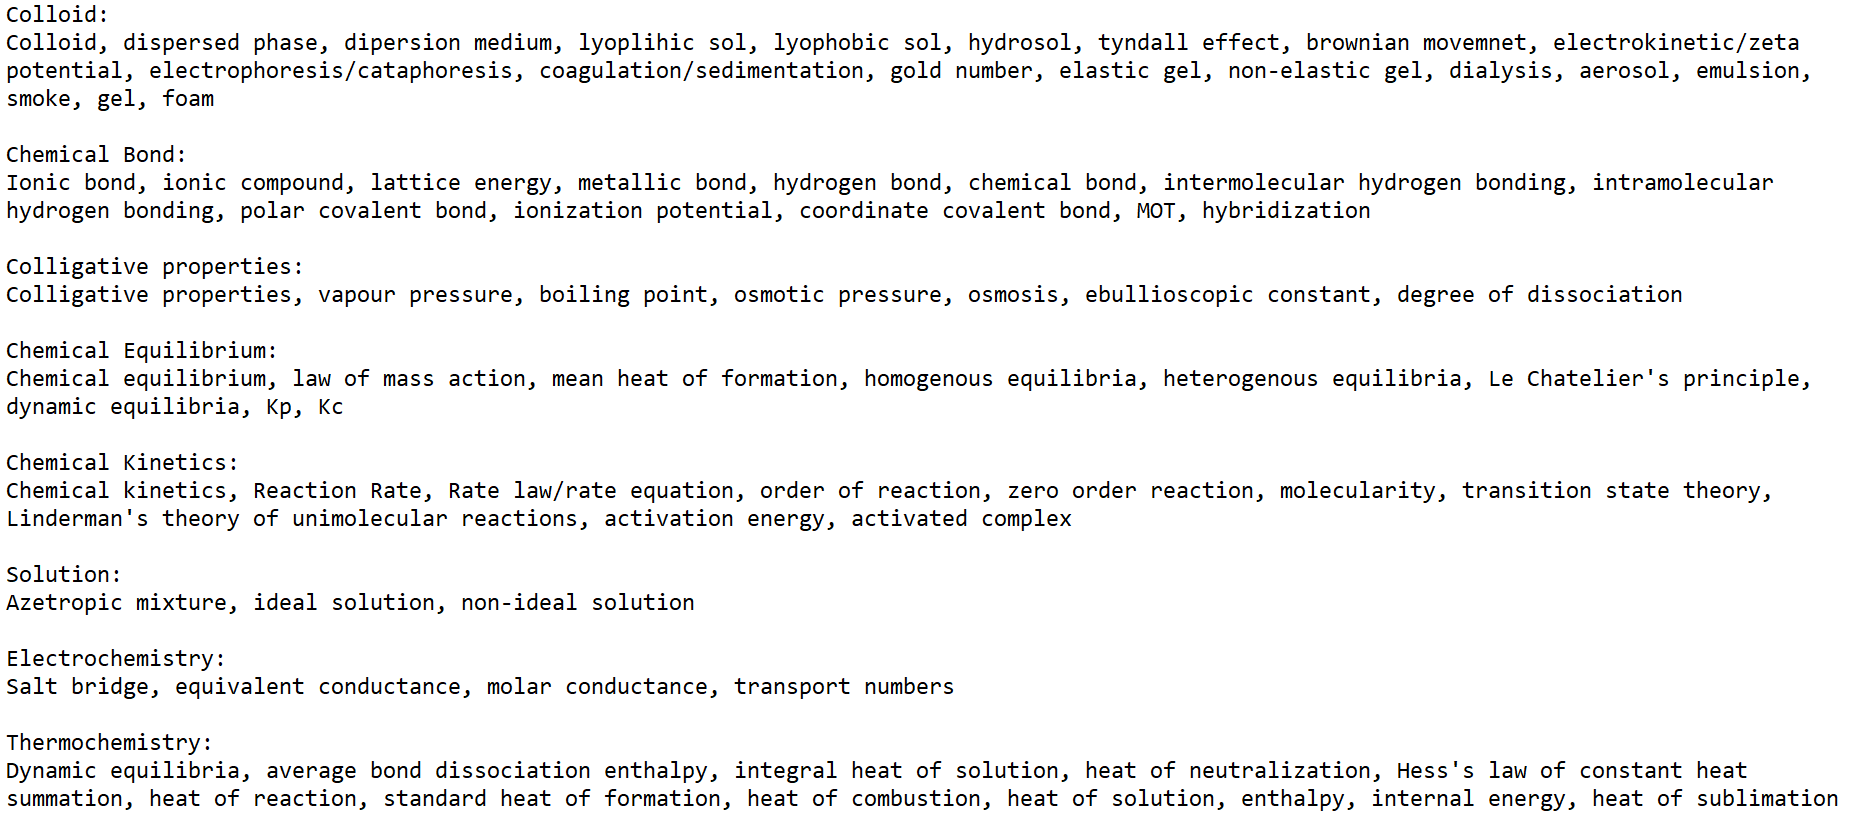 Colloid:
Colloid, dispersed phase, dipersion medium, lyoplihic sol, lyophobic sol, hydrosol, tyndall effect, brownian movemnet, electrokinetic/zeta
potential, electrophoresis/cataphoresis, coagulation/sedimentation, gold number, elastic gel, non-elastic gel, dialysis, aerosol, emulsion,
smoke, gel, foam

Chemical Bond:
Ionic bond, ionic compound, lattice energy, metallic bond, hydrogen bond, chemical bond, intermolecular hydrogen bonding, intramolecular
hydrogen bonding, polar covalent bond, ionization potential, coordinate covalent bond, MOT, hybridization

Colligative properties:
Colligative properties, vapour pressure, boiling point, osmotic pressure, osmosis, ebullioscopic constant, degree of dissociation

Chemical Equilibrium:
Chemical equilibrium, law of mass action, mean heat of formation, homogenous equilibria, heterogenous equilibria, Le Chatelier's principle,
dynamic equilibria, Kp, Kc

Chemical Kinetics:
Chemical kinetics, Reaction Rate, Rate law/rate equation, order of reaction, zero order reaction, molecularity, transition state theory,
Linderman's theory of unimolecular reactions, activation energy, activated complex

Solution:
Azetropic mixture, ideal solution, non-ideal solution

Electrochemistry:
Salt bridge, equivalent conductance, molar conductance, transport numbers

Thermochemistry:
Dynamic equilibria, average bond dissociation enthalpy, integral heat of solution, heat of neutralization, Hess's law of constant heat
summation, heat of reaction, standard heat of formation, heat of combustion, heat of solution, enthalpy, internal energy, heat of sublimation